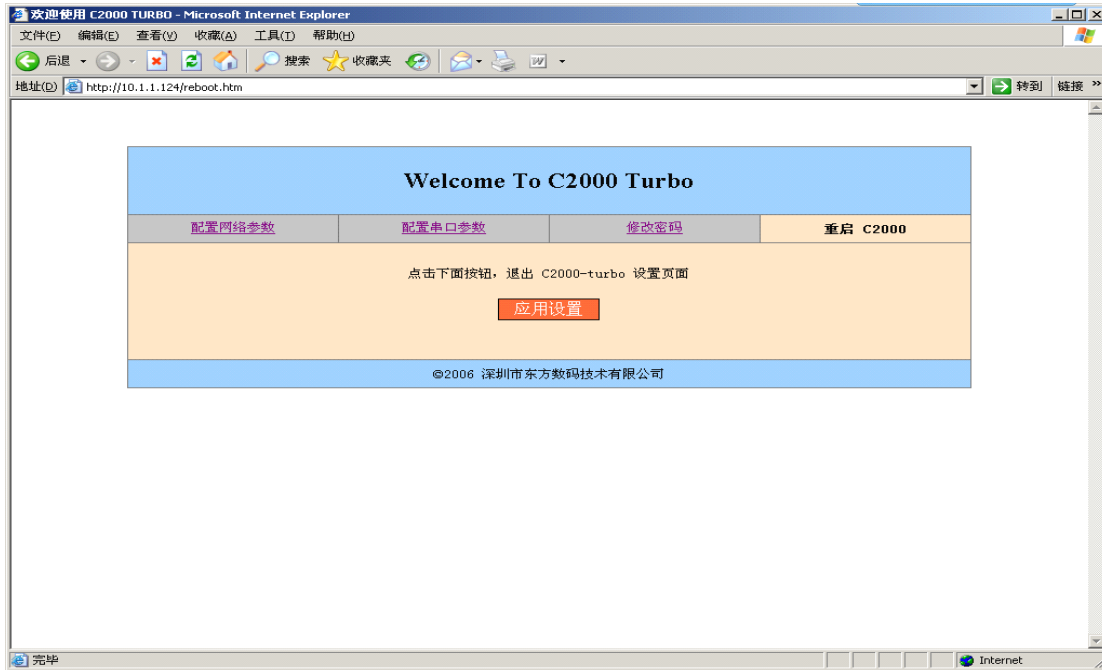 欢迎使用 C2000 TURBO - Microsoft Internet Explorer
文件(F) 编辑(E) 查看(V) 收藏(A) 工具(T) 帮助(H)
后退 搜索 收藏夹
地址(D) http://10.1.1.124/reboot.htm 转到 链接 »
Welcome To C2000 Turbo
配置网络参数 配置串口参数 修改密码 重启 C2000
点击下面按钮，退出 C2000-turbo 设置页面
应用设置
©2006 深圳市东方数码技术有限公司
完毕 Internet